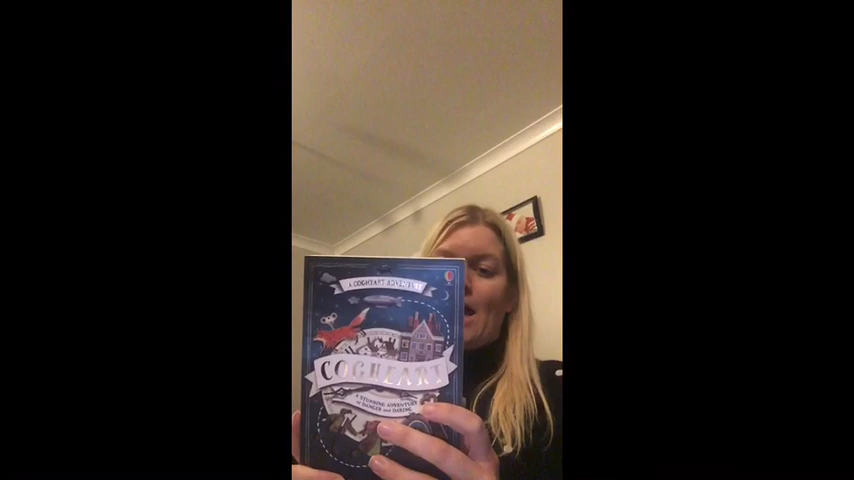 A COGHEART ADVENTURE
COGHEART
A STUNNING ADVENTURE
OF DANGER AND DARING